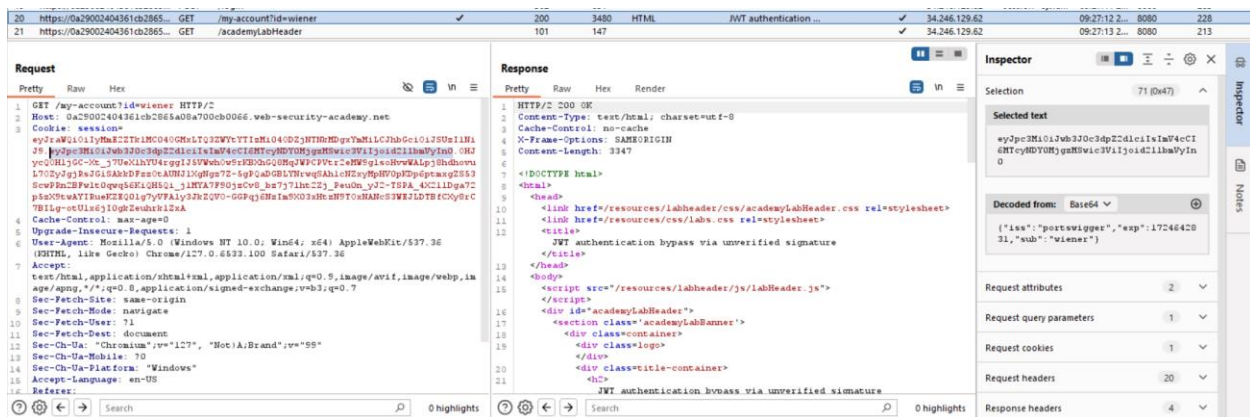 20 https://0a29002404361cb2865... GET /my-account?id=wiener ✓ 200 3480 HTML JWT authentication ... ✓ 34.246.129.62 09:27:12 2... 8080 228
21 https://0a29002404361cb2865... GET /academyLabHeader 101 147 ✓ 34.246.129.62 09:27:13 2... 8080 213
Request
Pretty Raw Hex
1 GET /my-account?id=wiener HTTP/2
2 Host: 0a29002404361cb2865a08a700cb0066.web-security-academy.net
3 Cookie: session=
4 Cache-Control: max-age=0
5 Upgrade-Insecure-Requests: 1
6 User-Agent: Mozilla/5.0 (Windows NT 10.0; Win64; x64) AppleWebKit/537.36
(KHTML, like Gecko) Chrome/127.0.6533.100 Safari/537.36
7 Accept:
text/html,application/xhtml+xml,application/xml;q=0.9,image/avif,image/webp,im
age/apng,*/*;q=0.8,application/signed-exchange;v=b3;q=0.7
8 Sec-Fetch-Site: same-origin
9 Sec-Fetch-Mode: navigate
10 Sec-Fetch-User: ?1
11 Sec-Fetch-Dest: document
12 Sec-Ch-Ua: "Chromium";v="127", "Not)A;Brand";v="99"
13 Sec-Ch-Ua-Mobile: ?0
14 Sec-Ch-Ua-Platform: "Windows"
15 Accept-Language: en-US
16 Referer:
Search 0 highlights
Response
Pretty Raw Hex Render
1 HTTP/2 200 OK
2 Content-Type: text/html; charset=utf-8
3 Cache-Control: no-cache
4 X-Frame-Options: SAMEORIGIN
5 Content-Length: 3347
6
7 <!DOCTYPE html>
8 <html>
9 <head>
10 <link href=/resources/labheader/css/academyLabHeader.css rel=stylesheet>
11 <link href=/resources/css/labs.css rel=stylesheet>
12 <title>
JWT authentication bypass via unverified signature
</title>
13 </head>
14 <body>
15 <script src="/resources/labheader/js/labHeader.js">
</script>
16 <div id="academyLabHeader">
17 <section class='academyLabBanner'>
18 <div class=container>
19 <div class=logo>
</div>
20 <div class=title-container>
21 <h2>
JWT authentication bypass via unverified signature
Search 0 highlights
Inspector
Selection 71 (0x47)
Selected text
eyJpc3MiOiJwb3J0c3dpZ2dlciIsImV4cCI
6MTcyNDY0MjgzMSwic3ViIjoid2llbmVyIn
0
Decoded from: Base64
{"iss":"portswigger","exp":17246428
31,"sub":"wiener"}
Request attributes 2
Request query parameters 1
Request cookies 1
Request headers 20
Response headers 4
Inspector
Notes